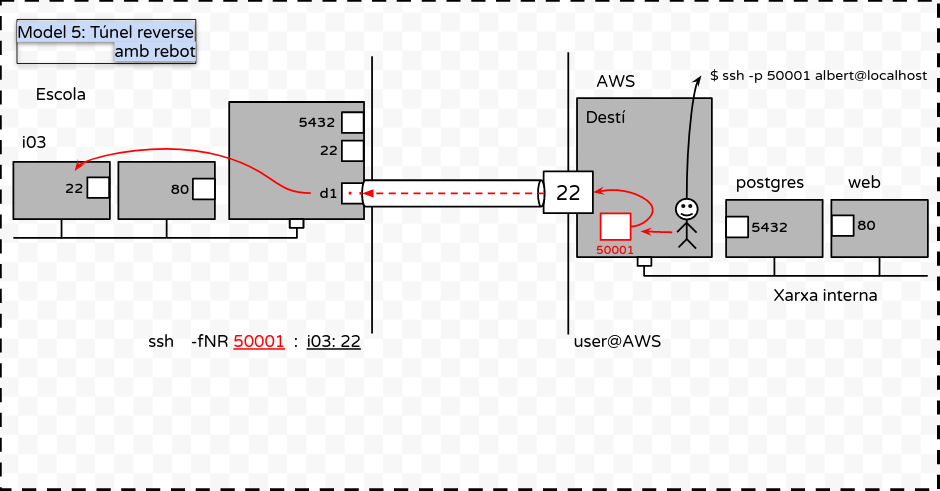 Model 5: Túnel reverse
amb rebot
Escola
i03
22
80
5432
22
d1
22
AWS
Destí
50001
$ ssh -p 50001 albert@localhost
postgres
5432
web
80
Xarxa interna
ssh -fNR 50001 : i03: 22 user@AWS